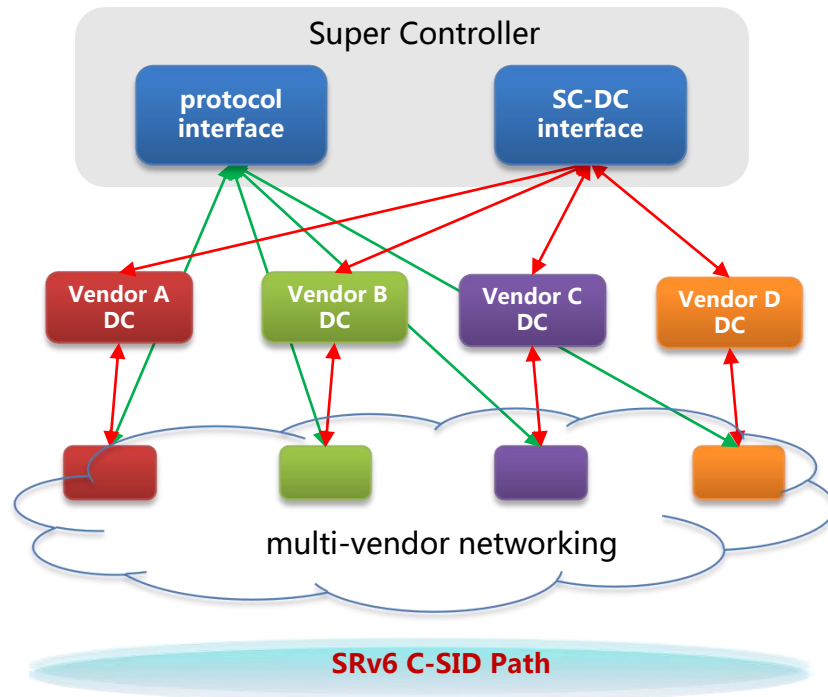 Super Controller
protocol
interface
SC-DC
interface
Vendor A
DC
Vendor B
DC
Vendor C
DC
Vendor D
DC
multi-vendor networking
SRv6 C-SID Path